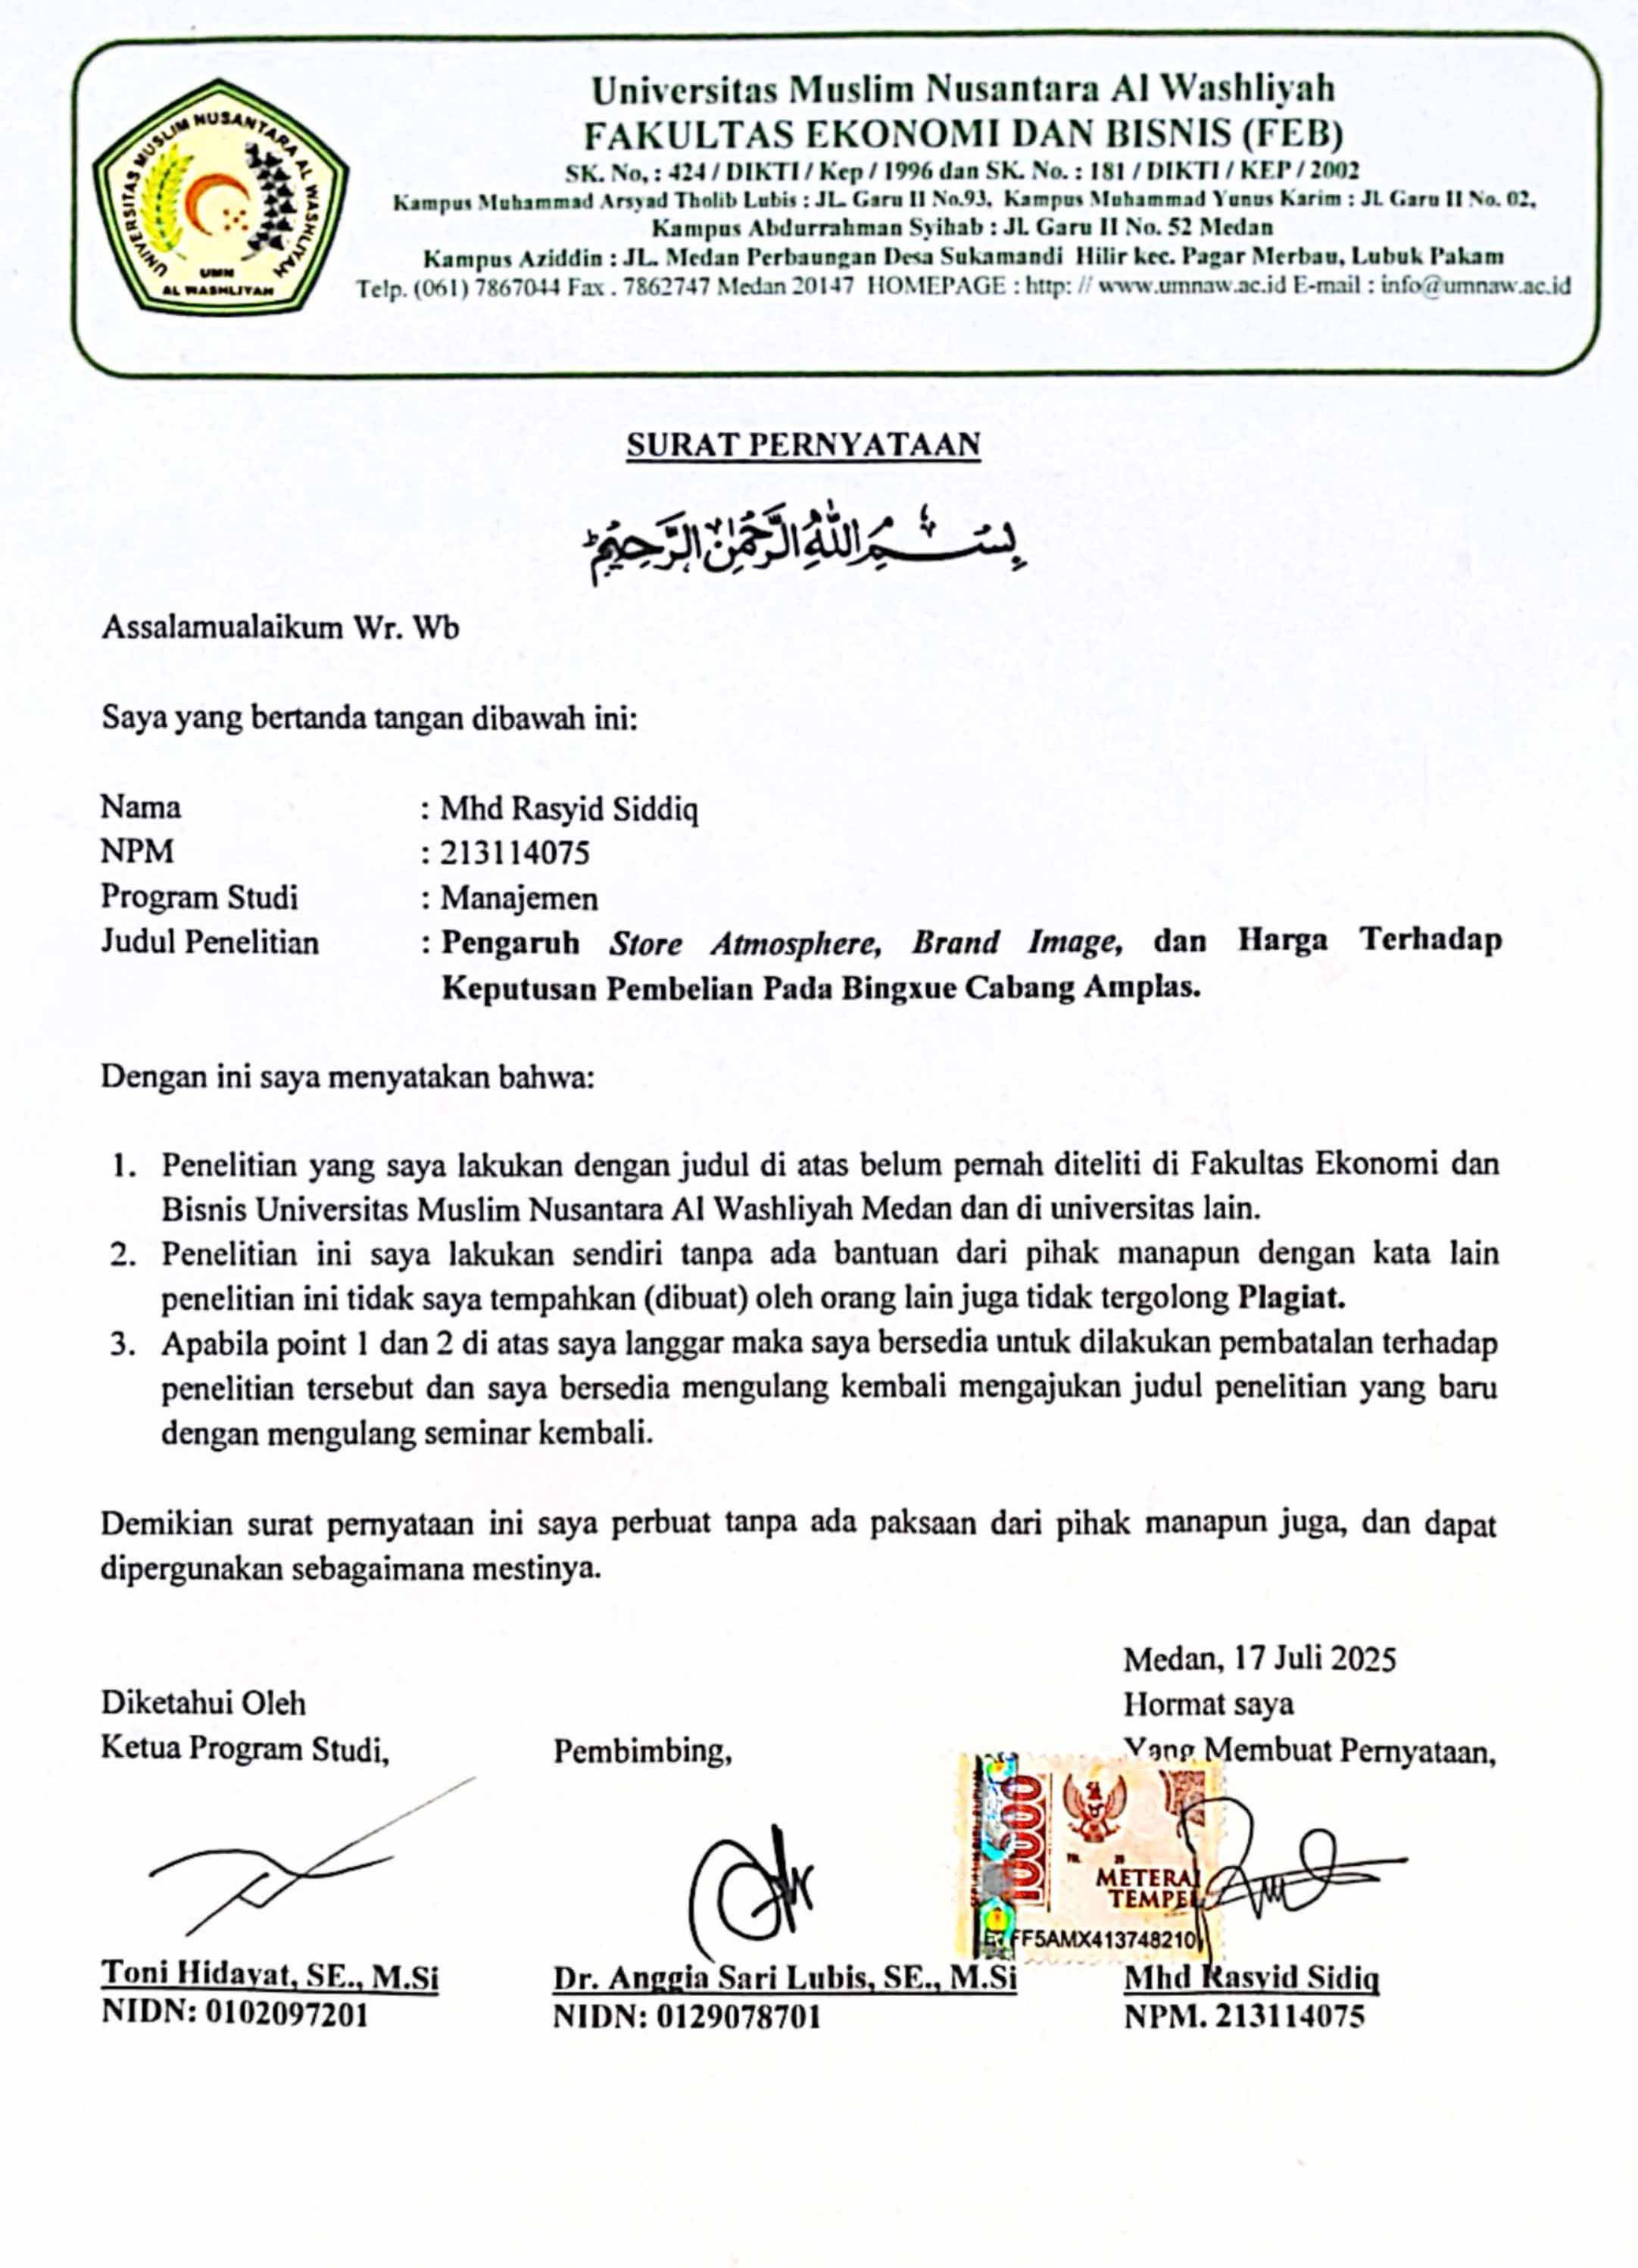 UNIVERSITAS MUSLIM NUSANTARA AL WASHLIYAH
UMN
AL WASHLIYAH
Universitas Muslim Nusantara Al Washliyah
FAKULTAS EKONOMI DAN BISNIS (FEB)
SK. No, : 424 / DIKTI / Kep / 1996 dan SK. No. : 181 / DIKTI / KEP / 2002
Kampus Muhammad Arsyad Tholib Lubis : JL. Garu II No.93, Kampus Muhammad Yunus Karim : JL Garu II No. 02,
Kampus Abdurrahman Syihab : JL Garu II No. 52 Medan
Kampus Aziddin : JL. Medan Perbaungan Desa Sukamandi Hilir kec. Pagar Merbau, Lubuk Pakam
Telp. (061) 7867044 Fax . 7862747 Medan 20147 HOMEPAGE : http: // www.umnaw.ac.id E-mail : info@umnaw.ac.id
SURAT PERNYATAAN
بِسْمِ اللهِ الرَّحْمٰنِ الرَّحِيْمِ
Assalamualaikum Wr. Wb
Saya yang bertanda tangan dibawah ini:
Nama : Mhd Rasyid Siddiq
NPM : 213114075
Program Studi : Manajemen
Judul Penelitian : Pengaruh Store Atmosphere, Brand Image, dan Harga Terhadap
Keputusan Pembelian Pada Bingxue Cabang Amplas.
Dengan ini saya menyatakan bahwa:
1. Penelitian yang saya lakukan dengan judul di atas belum pernah diteliti di Fakultas Ekonomi dan
Bisnis Universitas Muslim Nusantara Al Washliyah Medan dan di universitas lain.
2. Penelitian ini saya lakukan sendiri tanpa ada bantuan dari pihak manapun dengan kata lain
penelitian ini tidak saya tempahkan (dibuat) oleh orang lain juga tidak tergolong Plagiat.
3. Apabila point 1 dan 2 di atas saya langgar maka saya bersedia untuk dilakukan pembatalan terhadap
penelitian tersebut dan saya bersedia mengulang kembali mengajukan judul penelitian yang baru
dengan mengulang seminar kembali.
Demikian surat pernyataan ini saya perbuat tanpa ada paksaan dari pihak manapun juga, dan dapat
dipergunakan sebagaimana mestinya.
Medan, 17 Juli 2025
Diketahui Oleh
Hormat saya
Ketua Program Studi,
Pembimbing,
Yang Membuat Pernyataan,
10000
METERAI
TEMPEL
FF5AMX413748210
Toni Hidayat, SE., M.Si
NIDN: 0102097201
Dr. Anggia Sari Lubis, SE., M.Si
NIDN: 0129078701
Mhd Rasyid Sidiq
NPM. 213114075